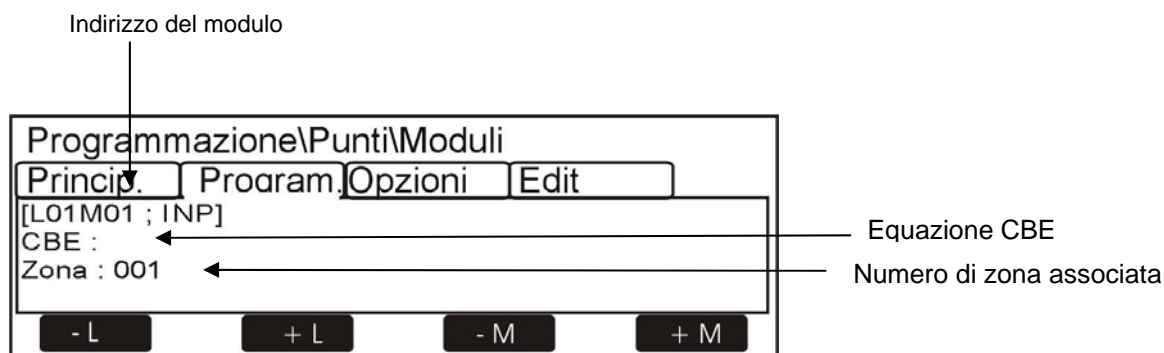 Indirizzo del modulo
Programmazione\Punti\Moduli
Princip. Program. Opzioni Edit
[L01M01 ; INP]
CBE :
Equazione CBE
Zona : 001
Numero di zona associata
- L + L - M + M